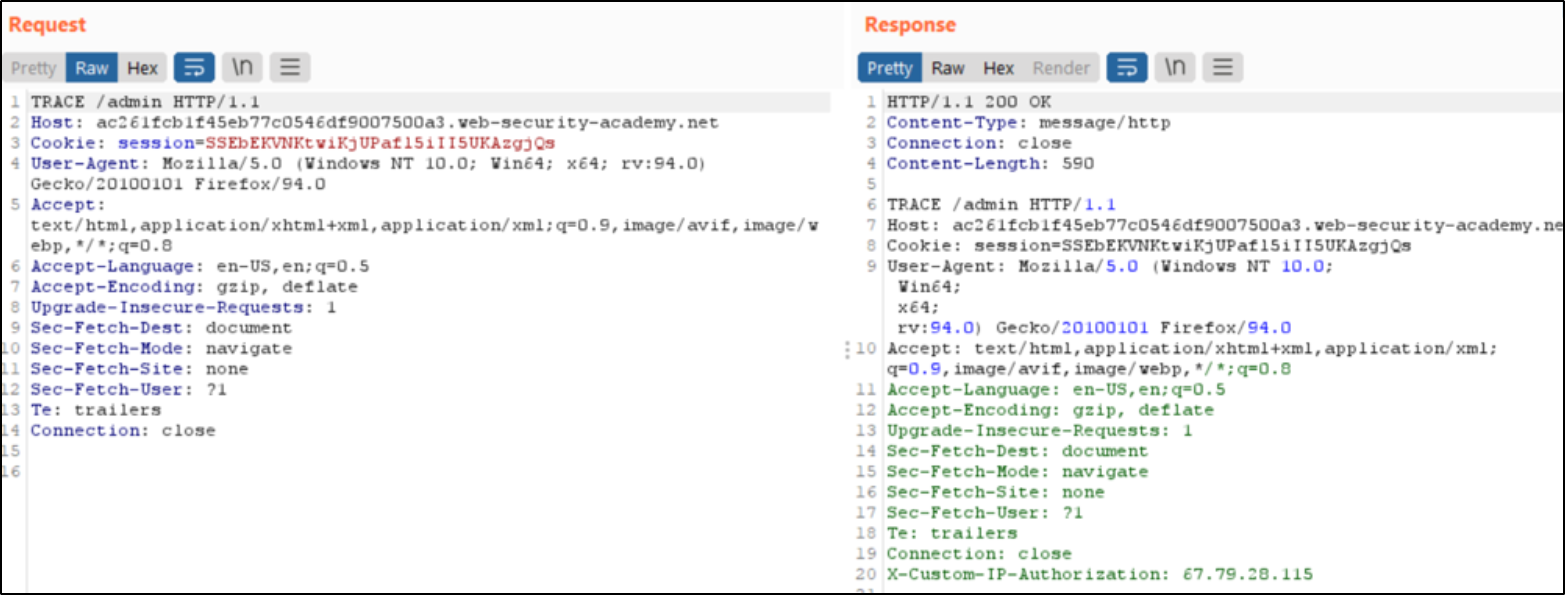 Request
Pretty Raw Hex \n
1 TRACE /admin HTTP/1.1
2 Host: ac261fcb1f45eb77c0546df9007500a3.web-security-academy.net
3 Cookie: session=SSEbEKVNKtwiKjUPafl5iII5UKAzgjQs
4 User-Agent: Mozilla/5.0 (Windows NT 10.0; Win64; x64; rv:94.0)
Gecko/20100101 Firefox/94.0
5 Accept:
text/html,application/xhtml+xml,application/xml;q=0.9,image/avif,image/w
ebp,*/*;q=0.8
6 Accept-Language: en-US,en;q=0.5
7 Accept-Encoding: gzip, deflate
8 Upgrade-Insecure-Requests: 1
9 Sec-Fetch-Dest: document
10 Sec-Fetch-Mode: navigate
11 Sec-Fetch-Site: none
12 Sec-Fetch-User: ?1
13 Te: trailers
14 Connection: close
15
16
Response
Pretty Raw Hex Render \n
1 HTTP/1.1 200 OK
2 Content-Type: message/http
3 Connection: close
4 Content-Length: 590
5
6 TRACE /admin HTTP/1.1
7 Host: ac261fcb1f45eb77c0546df9007500a3.web-security-academy.ne
8 Cookie: session=SSEbEKVNKtwiKjUPafl5iII5UKAzgjQs
9 User-Agent: Mozilla/5.0 (Windows NT 10.0;
Win64;
x64;
rv:94.0) Gecko/20100101 Firefox/94.0
10 Accept: text/html,application/xhtml+xml,application/xml;
q=0.9,image/avif,image/webp,*/*;q=0.8
11 Accept-Language: en-US,en;q=0.5
12 Accept-Encoding: gzip, deflate
13 Upgrade-Insecure-Requests: 1
14 Sec-Fetch-Dest: document
15 Sec-Fetch-Mode: navigate
16 Sec-Fetch-Site: none
17 Sec-Fetch-User: ?1
18 Te: trailers
19 Connection: close
20 X-Custom-IP-Authorization: 67.79.28.115